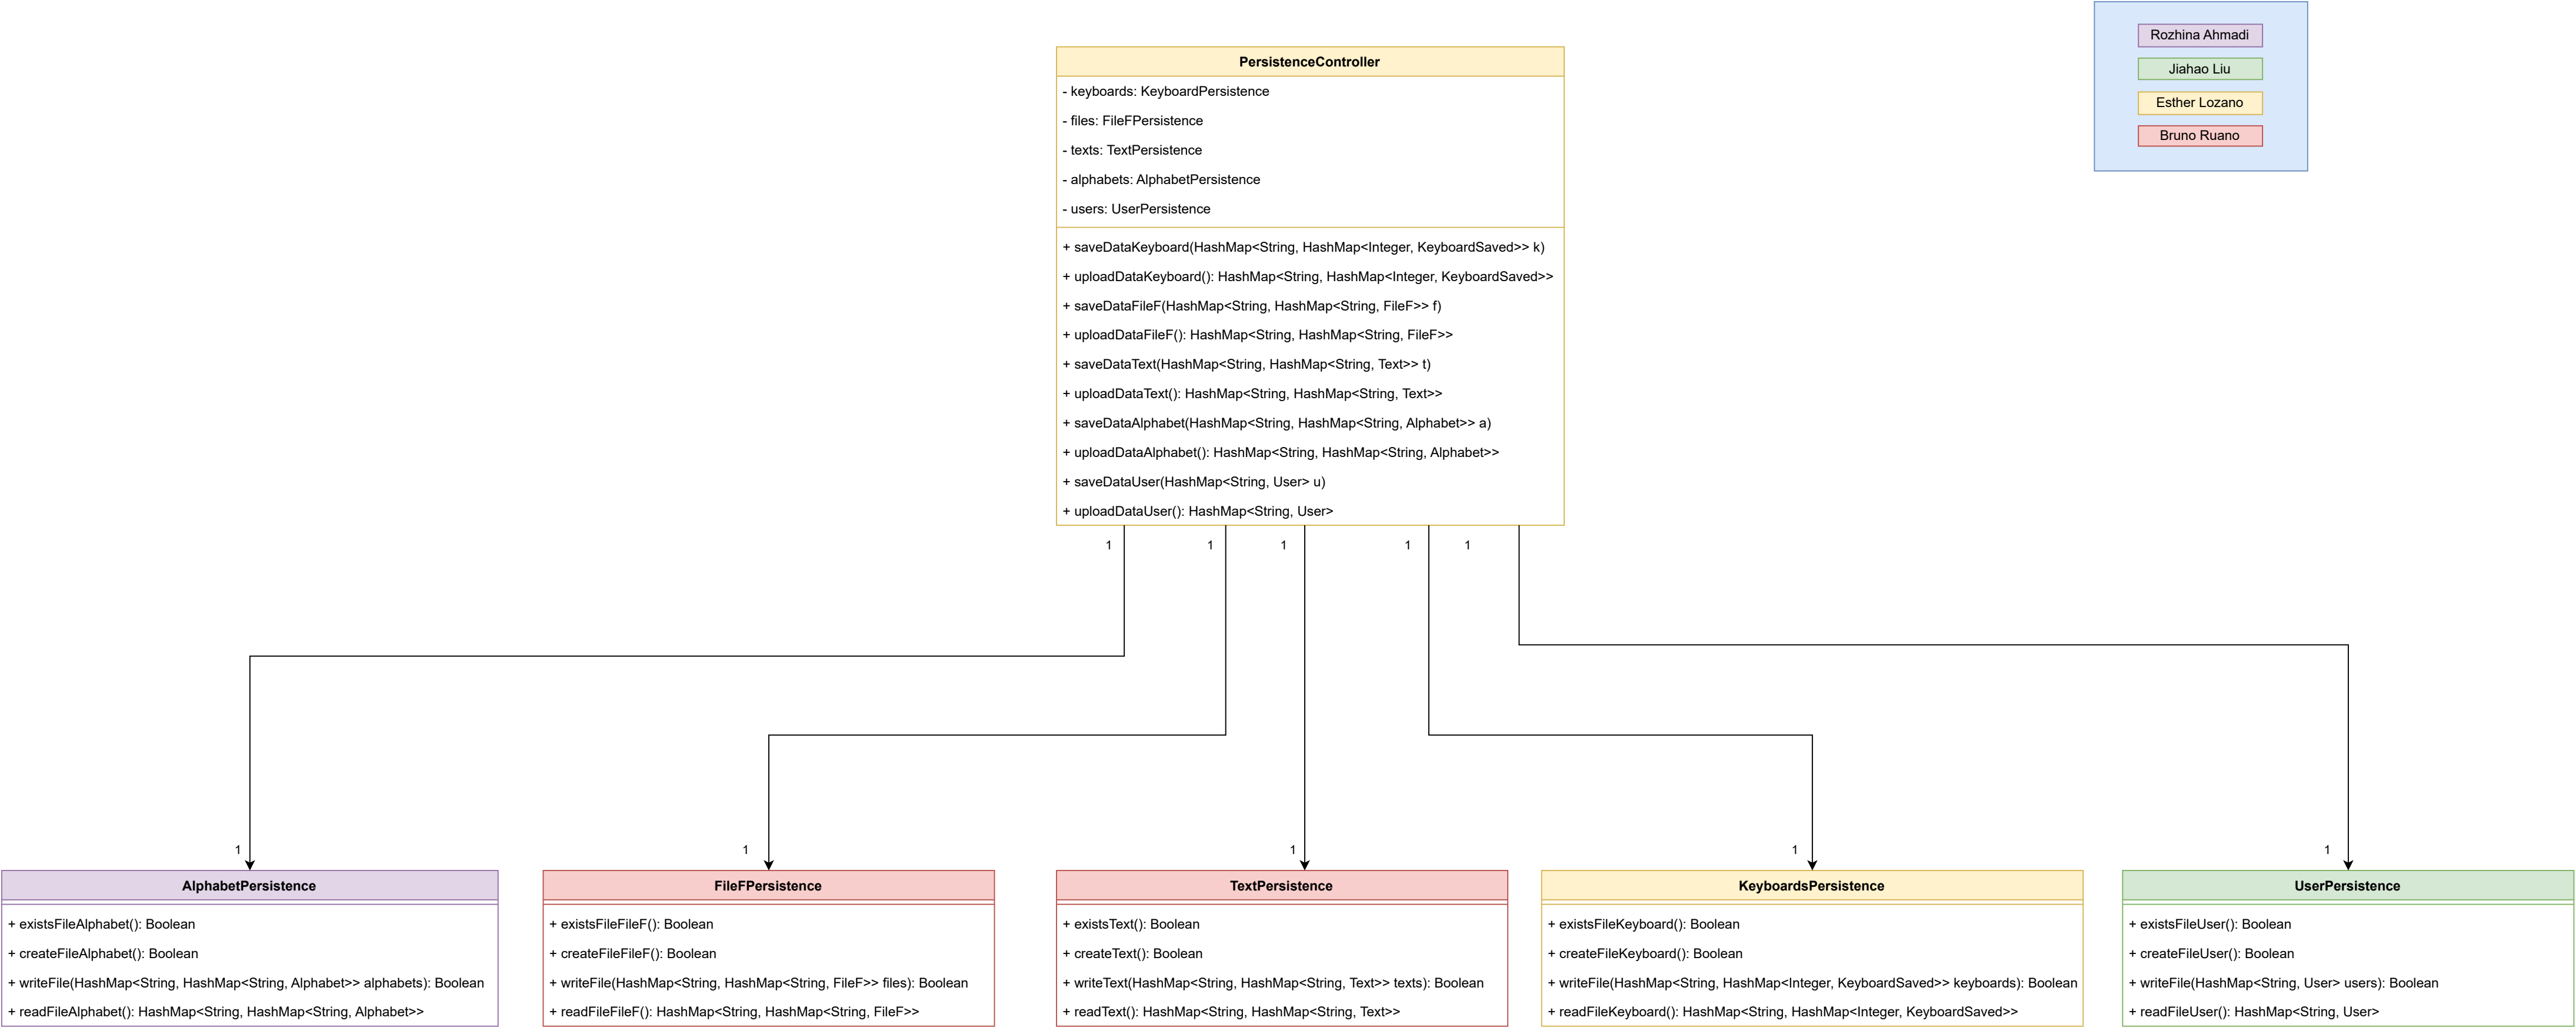 Rozhina Ahmadi
Jiahao Liu
Esther Lozano
Bruno Ruano
PersistenceController
- keyboards: KeyboardPersistence
- files: FileFPersistence
- texts: TextPersistence
- alphabets: AlphabetPersistence
- users: UserPersistence
+ saveDataKeyboard(HashMap<String, HashMap<Integer, KeyboardSaved>> k)
+ uploadDataKeyboard(): HashMap<String, HashMap<Integer, KeyboardSaved>>
+ saveDataFileF(HashMap<String, HashMap<String, FileF>> f)
+ uploadDataFileF(): HashMap<String, HashMap<String, FileF>>
+ saveDataText(HashMap<String, HashMap<String, Text>> t)
+ uploadDataText(): HashMap<String, HashMap<String, Text>>
+ saveDataAlphabet(HashMap<String, HashMap<String, Alphabet>> a)
+ uploadDataAlphabet(): HashMap<String, HashMap<String, Alphabet>>
+ saveDataUser(HashMap<String, User> u)
+ uploadDataUser(): HashMap<String, User>
1
1
1
1
1
1
1
1
1
1
AlphabetPersistence
+ existsFileAlphabet(): Boolean
+ createFileAlphabet(): Boolean
+ writeFile(HashMap<String, HashMap<String, Alphabet>> alphabets): Boolean
+ readFileAlphabet(): HashMap<String, HashMap<String, Alphabet>>
FileFPersistence
+ existsFileFileF(): Boolean
+ createFileFileF(): Boolean
+ writeFile(HashMap<String, HashMap<String, FileF>> files): Boolean
+ readFileFileF(): HashMap<String, HashMap<String, FileF>>
TextPersistence
+ existsText(): Boolean
+ createText(): Boolean
+ writeText(HashMap<String, HashMap<String, Text>> texts): Boolean
+ readText(): HashMap<String, HashMap<String, Text>>
KeyboardsPersistence
+ existsFileKeyboard(): Boolean
+ createFileKeyboard(): Boolean
+ writeFile(HashMap<String, HashMap<Integer, KeyboardSaved>> keyboards): Boolean
+ readFileKeyboard(): HashMap<String, HashMap<Integer, KeyboardSaved>>
UserPersistence
+ existsFileUser(): Boolean
+ createFileUser(): Boolean
+ writeFile(HashMap<String, User> users): Boolean
+ readFileUser(): HashMap<String, User>